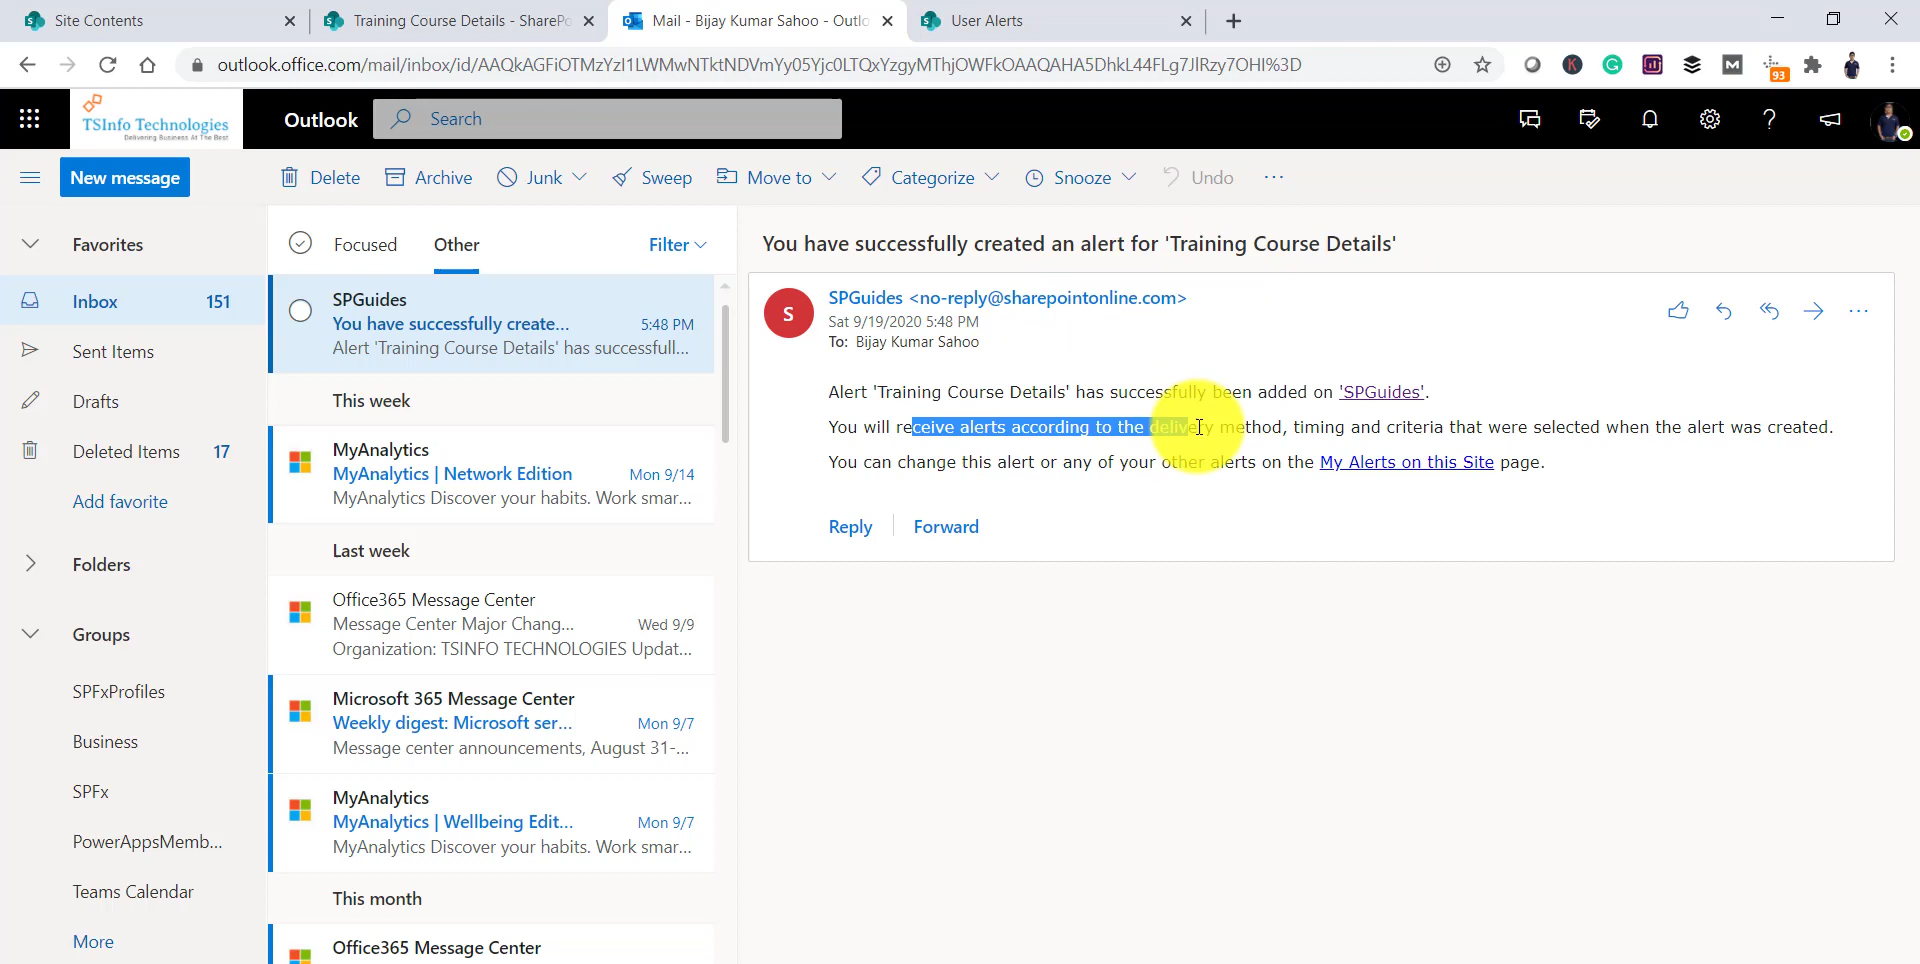 Site Contents
Training Course Details - SharePo
Mail - Bijay Kumar Sahoo - Outlo
User Alerts
outlook.office.com/mail/inbox/id/AAQkAGFiOTMzYzI1LWMwNTktNDVmYy05Yjc0LTQxYzgyMThjOWFkOAAQAHA5DhkL44FLg7JlRzy7OHI%3D
93
TSInfo Technologies
Delivering Business At The Best
Outlook
Search
New message
Delete
Archive
Junk
Sweep
Move to
Categorize
Snooze
Undo
Favorites
Inbox 151
Sent Items
Drafts
Deleted Items 17
Add favorite
Folders
Groups
SPFxProfiles
Business
SPFx
PowerAppsMemb...
Teams Calendar
More
Focused
Other
Filter
SPGuides
You have successfully create... 5:48 PM
Alert 'Training Course Details' has successfull...
This week
MyAnalytics
MyAnalytics | Network Edition Mon 9/14
MyAnalytics Discover your habits. Work smar...
Last week
Office365 Message Center
Message Center Major Chang... Wed 9/9
Organization: TSINFO TECHNOLOGIES Updat...
Microsoft 365 Message Center
Weekly digest: Microsoft ser... Mon 9/7
Message center announcements, August 31-...
MyAnalytics
MyAnalytics | Wellbeing Edit... Mon 9/7
MyAnalytics Discover your habits. Work smar...
This month
Office365 Message Center
You have successfully created an alert for 'Training Course Details'
S
SPGuides <no-reply@sharepointonline.com>
Sat 9/19/2020 5:48 PM
To: Bijay Kumar Sahoo
Alert 'Training Course Details' has successfully been added on 'SPGuides'.
You will receive alerts according to the delivery method, timing and criteria that were selected when the alert was created.
You can change this alert or any of your other alerts on the My Alerts on this Site page.
Reply
Forward